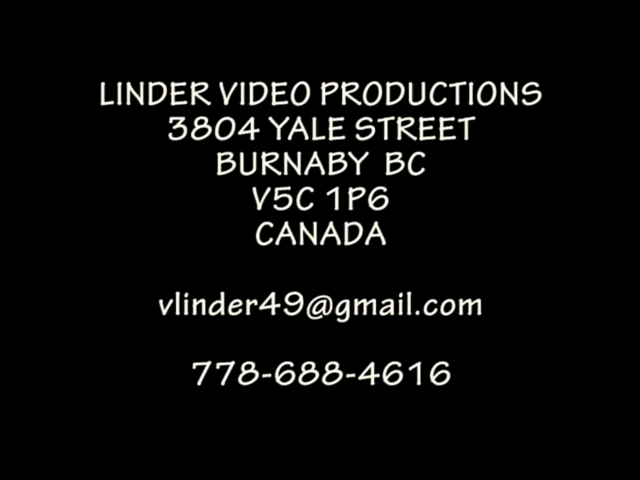 LINDER VIDEO PRODUCTIONS
3804 YALE STREET
BURNABY BC
V5C 1P6
CANADA
vlinder49@gmail.com
778-688-4616